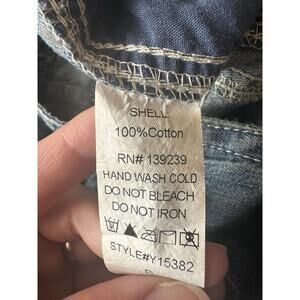 SHELL
100%Cotton
RN# 139239
HAND WASH COLD
DO NOT BLEACH
DO NOT IRON
STYLE#Y15382